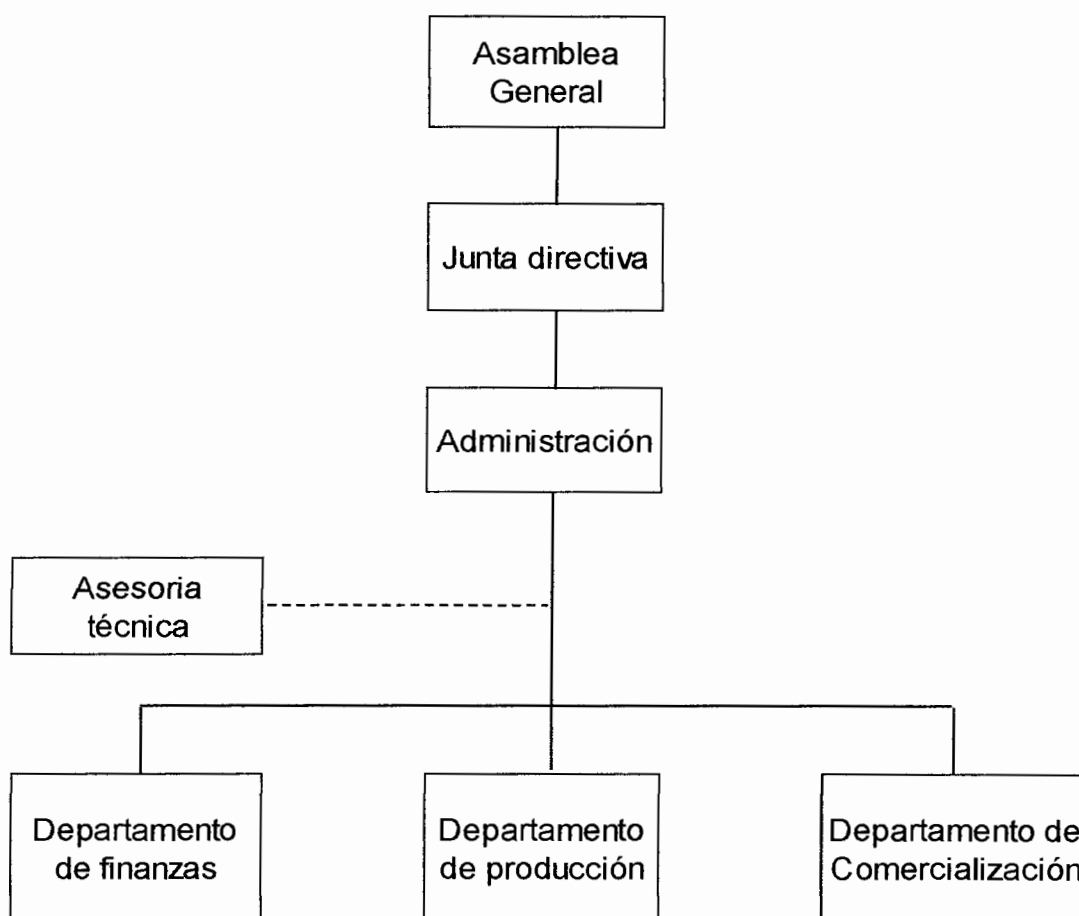 Asamblea
General
Junta directiva
Administración
Asesoria
técnica
Departamento
de finanzas
Departamento
de producción
Departamento de
Comercialización